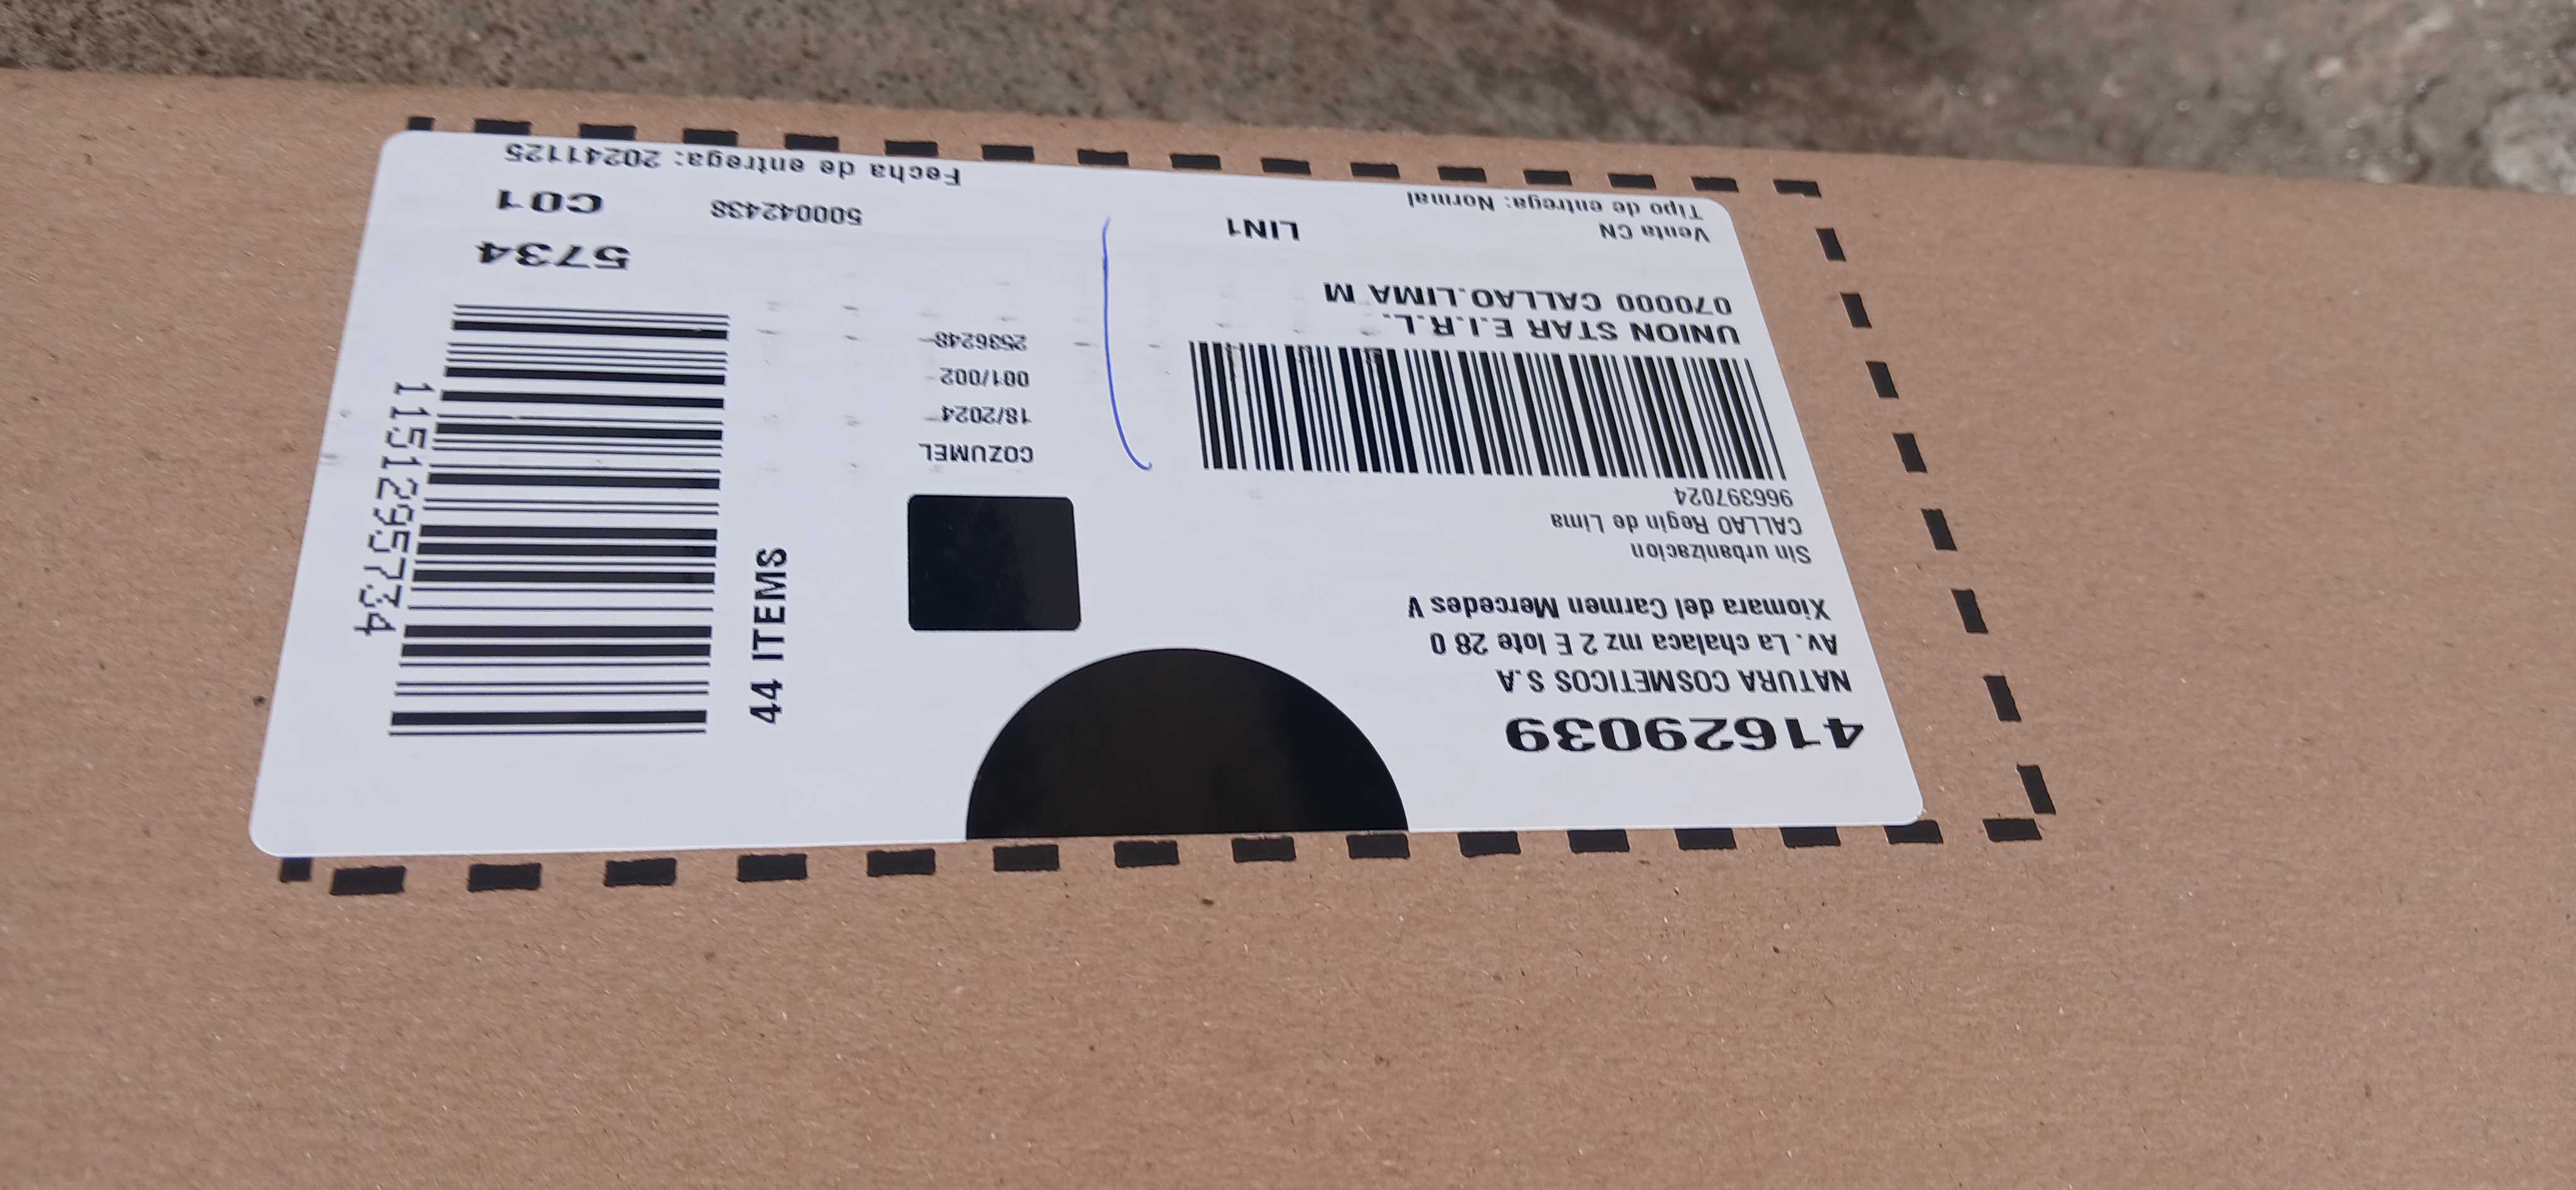 41629039
NATURA COSMETICOS S.A
Av. La chalaca mz 2 E lote 28 0
Xiomara del Carmen Mercedes V
Sin urbanizacion
CALLAO Regin de Lima
966397024
UNION STAR E.I.R.L.
070000 CALLAO.LIMA M
Venta CN
LIN1
Tipo de entrega: Normal
COZUMEL
18/2024
001/002
2536248
44 ITEMS
1151295734
5734
C01
500042438
Fecha de entrega: 20241125